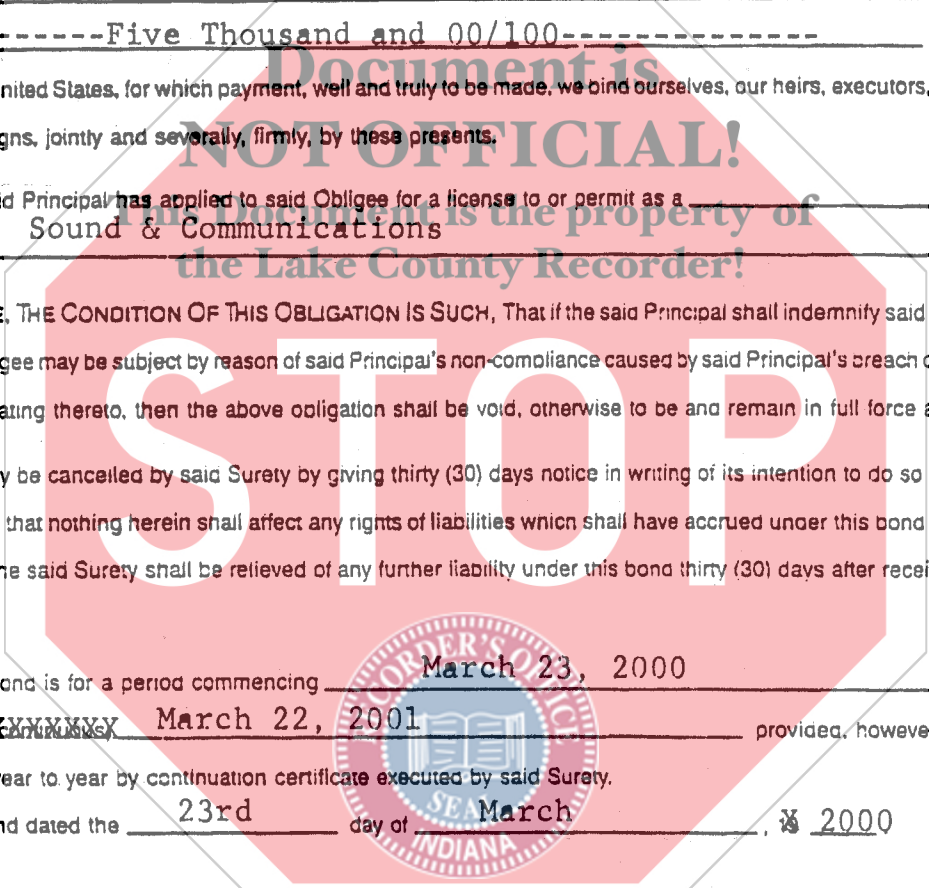 ------Five Thousand and 00/100--------------
Document is
nited States, for which payment, well and truly to be made, we bind ourselves, our heirs, executors,
gns, jointly and severally, firmly, by these presents.
NOT OFFICIAL!
d Principal has applied to said Obligee for a license to or permit as a
This Document is the property of
Sound & Communications
the Lake County Recorder!
E, THE CONDITION OF THIS OBLIGATION IS SUCH, That if the said Principal shall indemnify said
gee may be subject by reason of said Principal's non-compliance caused by said Principal's breach o
ating thereto, then the above obligation shall be void, otherwise to be and remain in full force a
STOP
y be cancelled by said Surety by giving thirty (30) days notice in writing of its intention to do so
that nothing herein shall affect any rights of liabilities which shall have accrued under this bond
he said Surety shall be relieved of any further liability under this bond thirty (30) days after recei
ond is for a period commencing March 23, 2000
continuous) XXXXXXX March 22, 2001 provided, howeve
ear to year by continuation certificate executed by said Surety.
nd dated the 23rd day of March , 2000
RECORDER'S OFFICE
SEAL
INDIANA